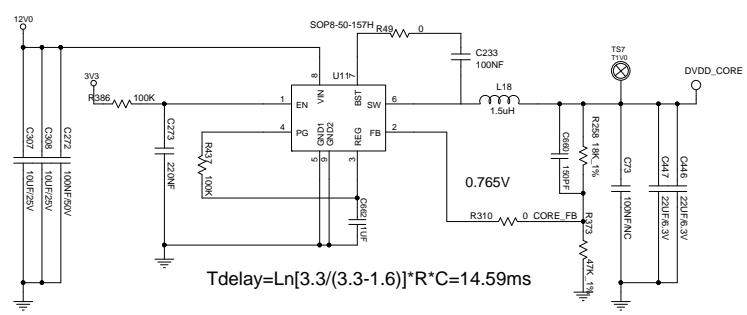 12V0
SOP8-50-157H
R49 0
C233
100NF
TS7
T1V0
DVDD_CORE
3V3
R386 100K
U11
8
7
VIN
BST
1
EN
SW
6
L18
1.5uH
4
PG
FB
2
GND1
GND2
REG
5
9
3
C307
10UF/25V
C308
10UF/25V
C272
100NF/50V
C273
220NF
R437
100K
C662
1UF
C660
150PF
R258 18K_1%
C73
100NF/NC
C447
22UF/6.3V
C446
22UF/6.3V
0.765V
R310 0 CORE_FB
R373
47K_1%
Tdelay=Ln[3.3/(3.3-1.6)]*R*C=14.59ms